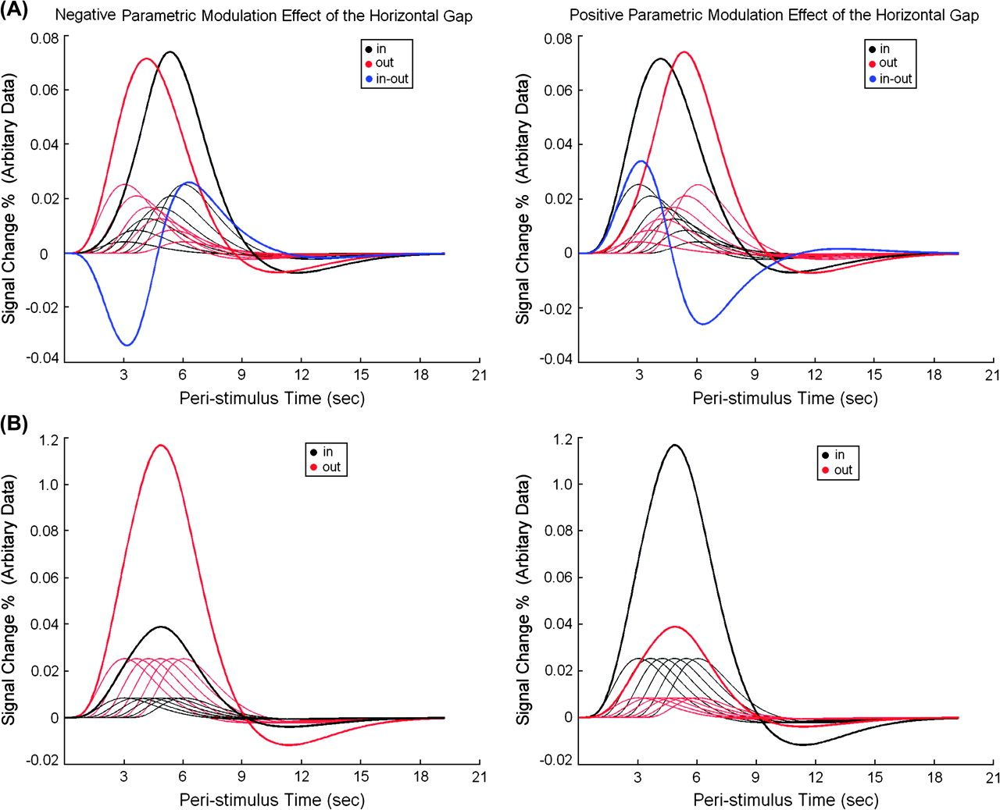 (A)
Negative Parametric Modulation Effect of the Horizontal Gap
0.08
0.06
0.04
0.02
0
-0.02
-0.04
Signal Change % (Arbitary Data)
in
out
in-out
3 6 9 12 15 18 21
Peri-stimulus Time (sec)
Positive Parametric Modulation Effect of the Horizontal Gap
0.08
0.06
0.04
0.02
0
-0.02
-0.04
Signal Change % (Arbitary Data)
in
out
in-out
3 6 9 12 15 18 21
Peri-stimulus Time (sec)
(B)
1.2
1.0
0.08
0.06
0.04
0.02
0
-0.02
Signal Change % (Arbitary Data)
in
out
3 6 9 12 15 18 21
Peri-stimulus Time (sec)
1.2
1.0
0.08
0.06
0.04
0.02
0
-0.02
Signal Change % (Arbitary Data)
in
out
3 6 9 12 15 18 21
Peri-stimulus Time (sec)